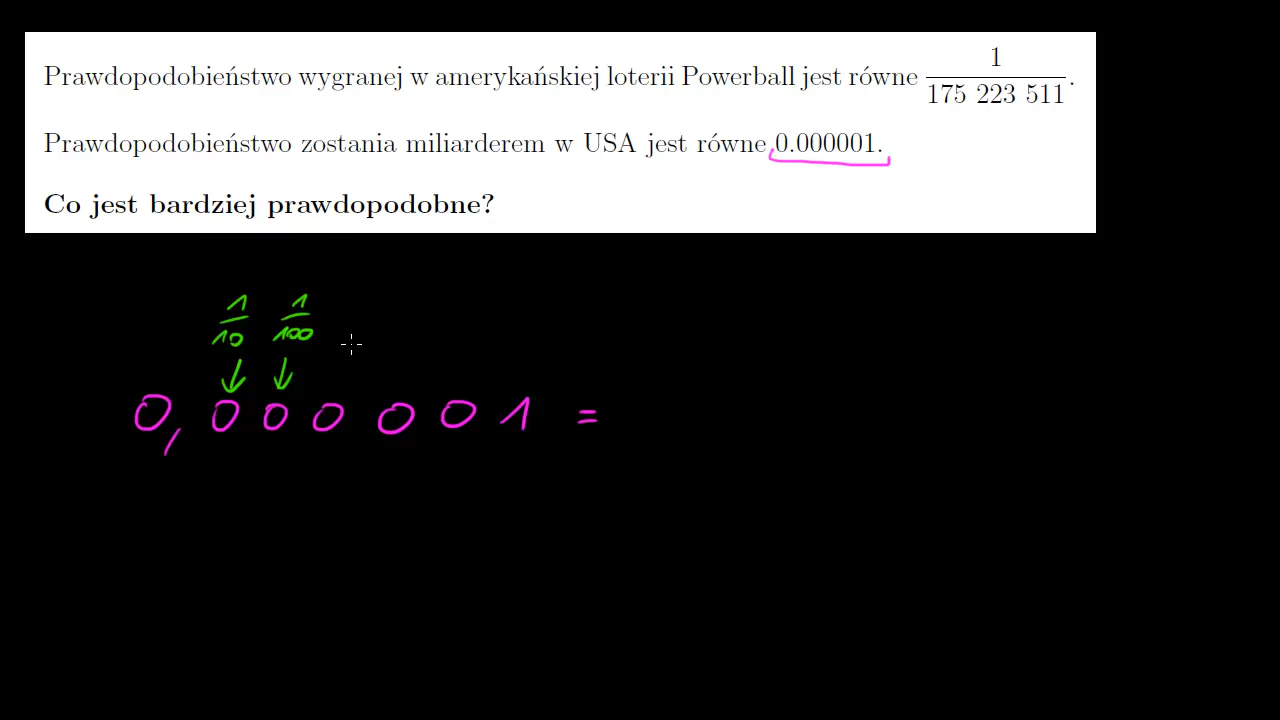 Prawdopodobieństwo wygranej w amerykańskiej loterii Powerball jest równe 1/175 223 511.
Prawdopodobieństwo zostania miliarderem w USA jest równe 0.000001.
Co jest bardziej prawdopodobne?
1/10 1/100
0,000001 =